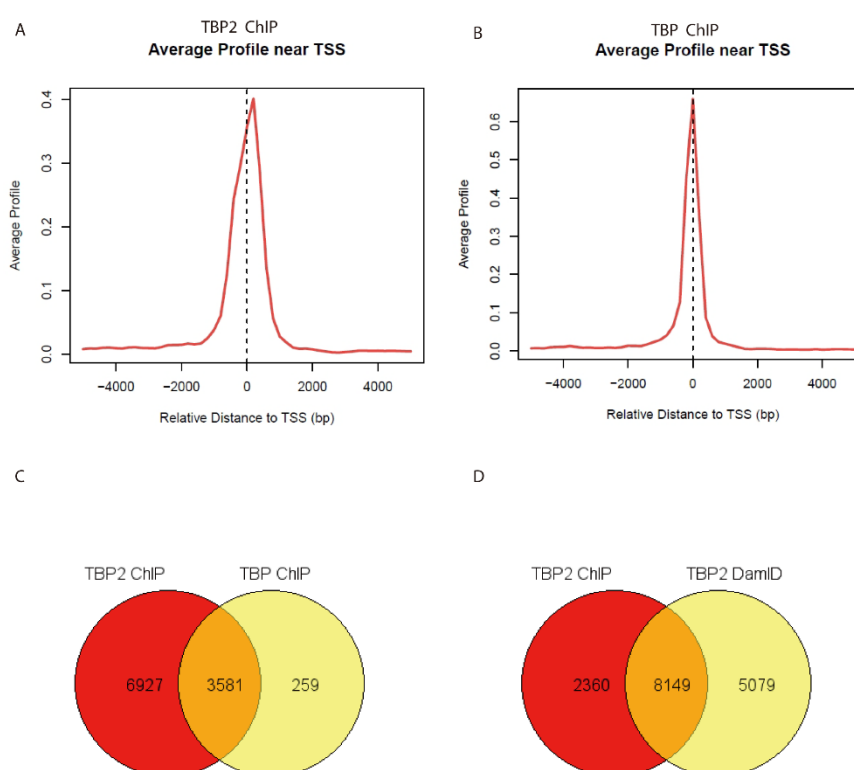 A
TBP2 ChIP
Average Profile near TSS
Average Profile
0.0
0.1
0.2
0.3
0.4
−4000 −2000 0 2000 4000
Relative Distance to TSS (bp)
B
TBP ChIP
Average Profile near TSS
Average Profile
0.0
0.1
0.2
0.3
0.4
0.5
0.6
−4000 −2000 0 2000 4000
Relative Distance to TSS (bp)
C
TBP2 ChIP TBP ChIP
6927 3581 259
D
TBP2 ChIP TBP2 DamID
2360 8149 5079